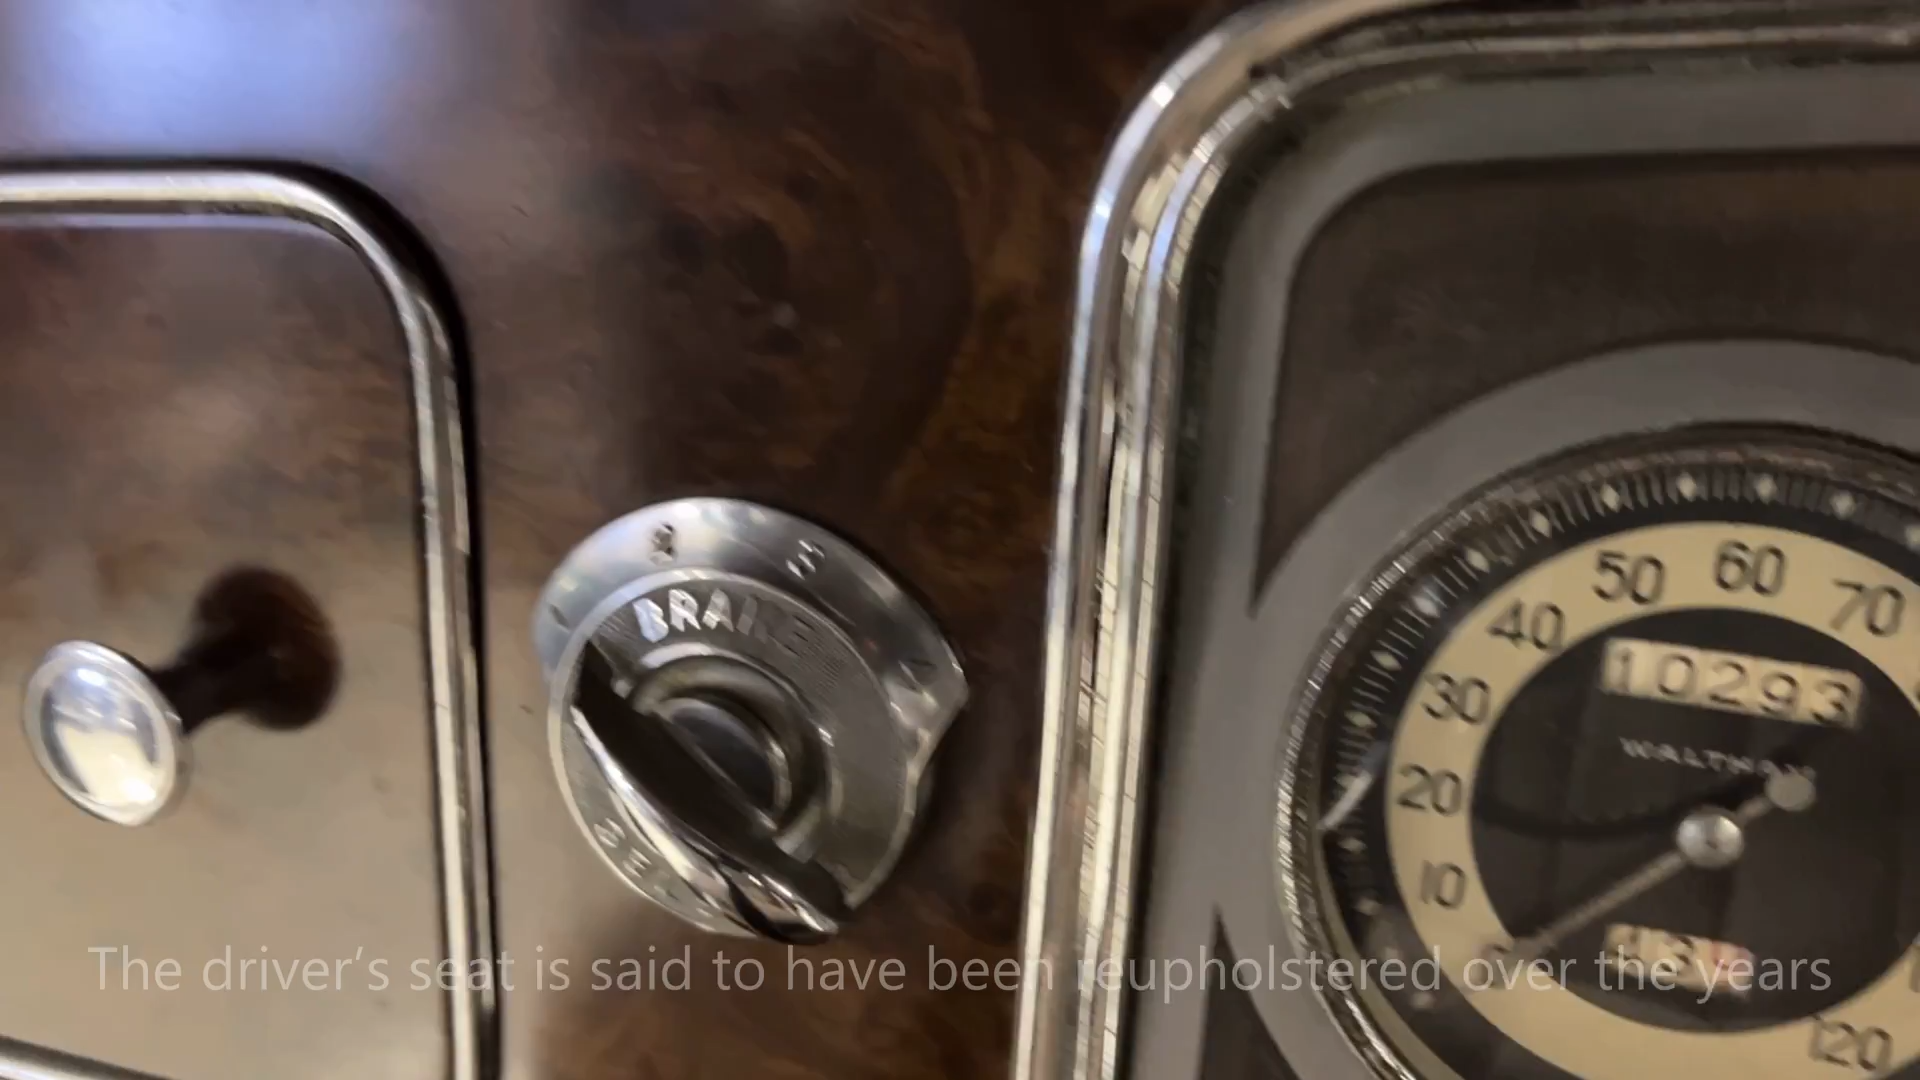 BRAKE
50 60 70
40
10293
30
WALTHAM
20
10
The driver’s seat is said to have been reupholstered over the years
120